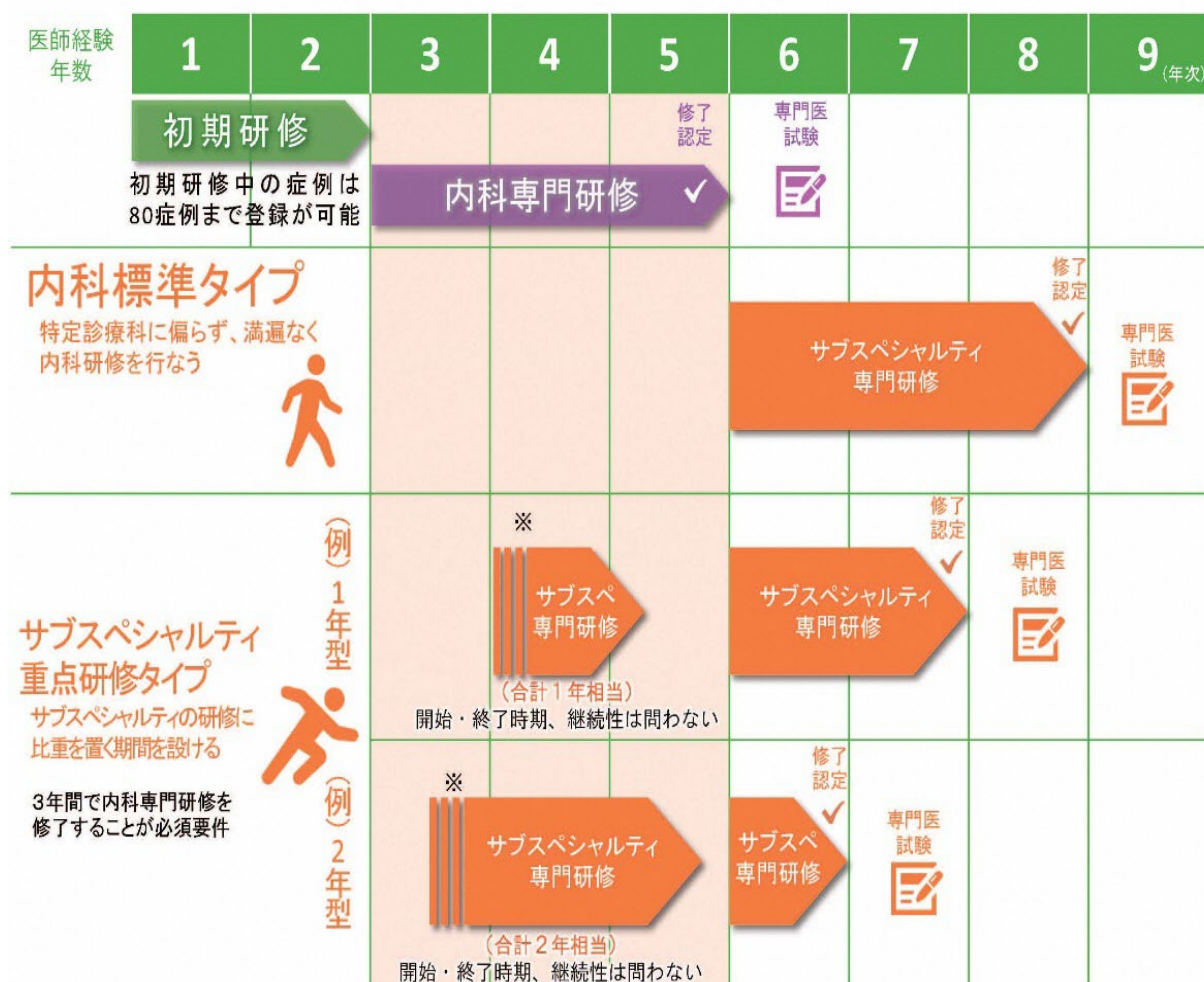 医師経験
年数
1
2
3
4
5
6
7
8
9
(年次)
初期研修
初期研修中の症例は
80症例まで登録が可能
修了
認定
内科専門研修
専門医
試験
内科標準タイプ
特定診療科に偏らず、満遍なく
内科研修を行なう
サブスペシャルティ
専門研修
修了
認定
専門医
試験
サブスペシャルティ
重点研修タイプ
サブスペシャルティの研修に
比重を置く期間を設ける
3年間で内科専門研修を
修了することが必須要件
(例)1年型
※
サブスペ
専門研修
(合計1年相当)
開始・終了時期、継続性は問わない
サブスペシャルティ
専門研修
修了
認定
専門医
試験
(例)2年型
※
サブスペシャルティ
専門研修
(合計2年相当)
開始・終了時期、継続性は問わない
サブスペ
専門研修
修了
認定
専門医
試験